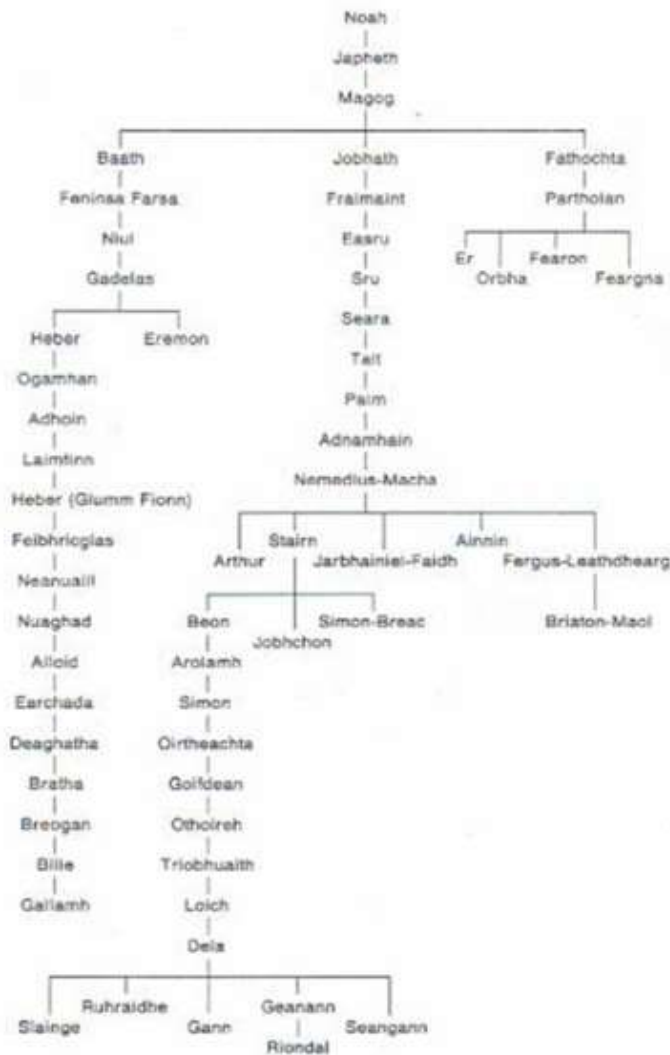 Noah
Japheth
Magog
Baath Jobhath Fathochta
Feninsa Farsa Fraimaint Partholan
Niul Easru Er Fearon
Orbha Feargna
Gadelas Sru
Seara
Heber Eremon Tait
Ogamhan
Paim
Adhoin Adnamhain
Laimfinn
Nemedius-Macha
Heber (Glumm Fionn)
Feibhricglas Stairn Ainnin
Arthur Jarbhainiel-Faidh Fergus-Leathdhearg
Neanuaill
Nuaghad Beon Simon-Breac Briaton-Maol
Jobhchon
Alloid Arolamh
Earchada Simon
Deaghatha Oirtheachta
Bratha Golfdean
Breogan Othoireh
Bille Triobhuaith
Gallamh Loich
Dela
Ruhraidhe Geanann
Slainge Gann Seangann
Riondal